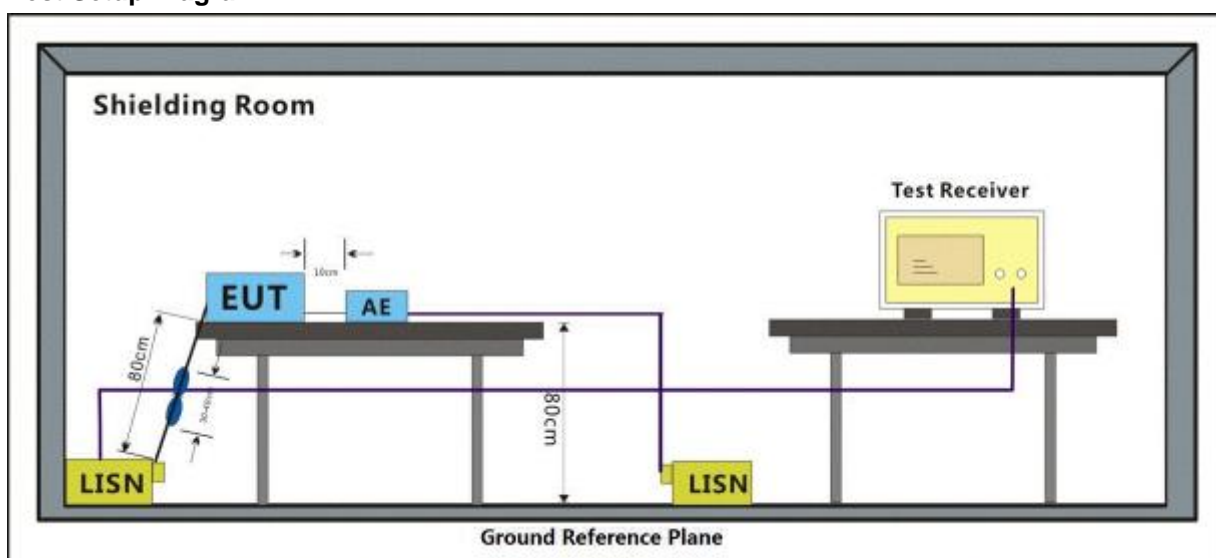 Shielding Room
Test Receiver
10cm
EUT
AE
80cm
80cm
LISN
LISN
Ground Reference Plane